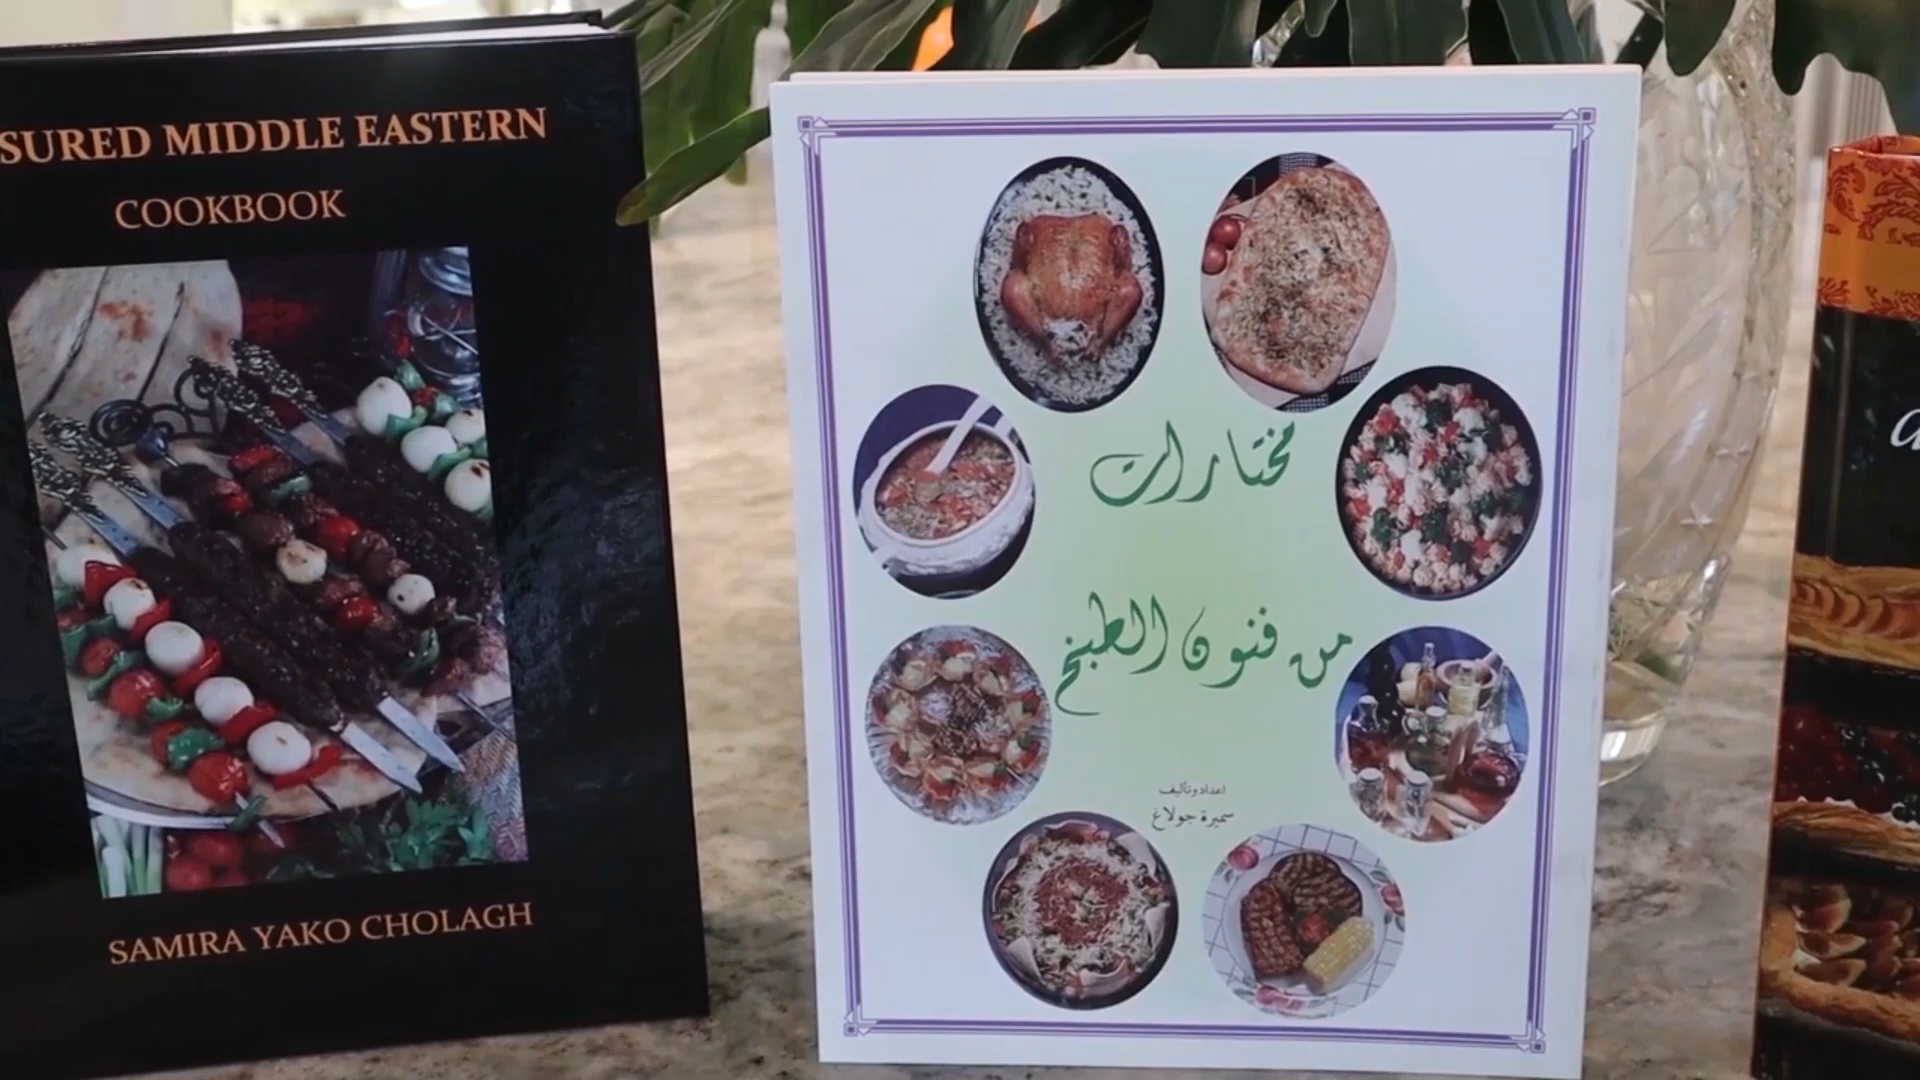 SURED MIDDLE EASTERN
COOKBOOK
SAMIRA YAKO CHOLAGH
مختارات
من فنون الطبخ
اعداد وتأليف
سميرة جولاغ